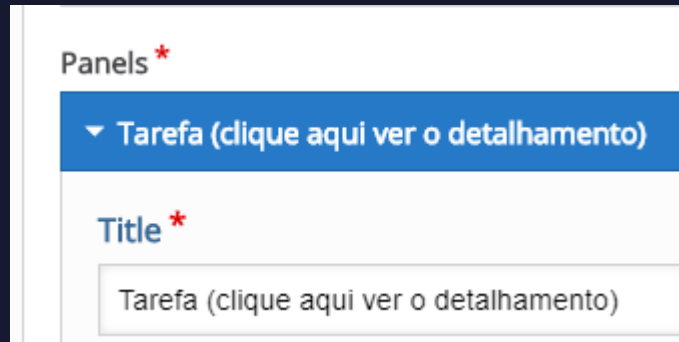 Panels *
Tarefa (clique aqui ver o detalhamento)
Title *
Tarefa (clique aqui ver o detalhamento)